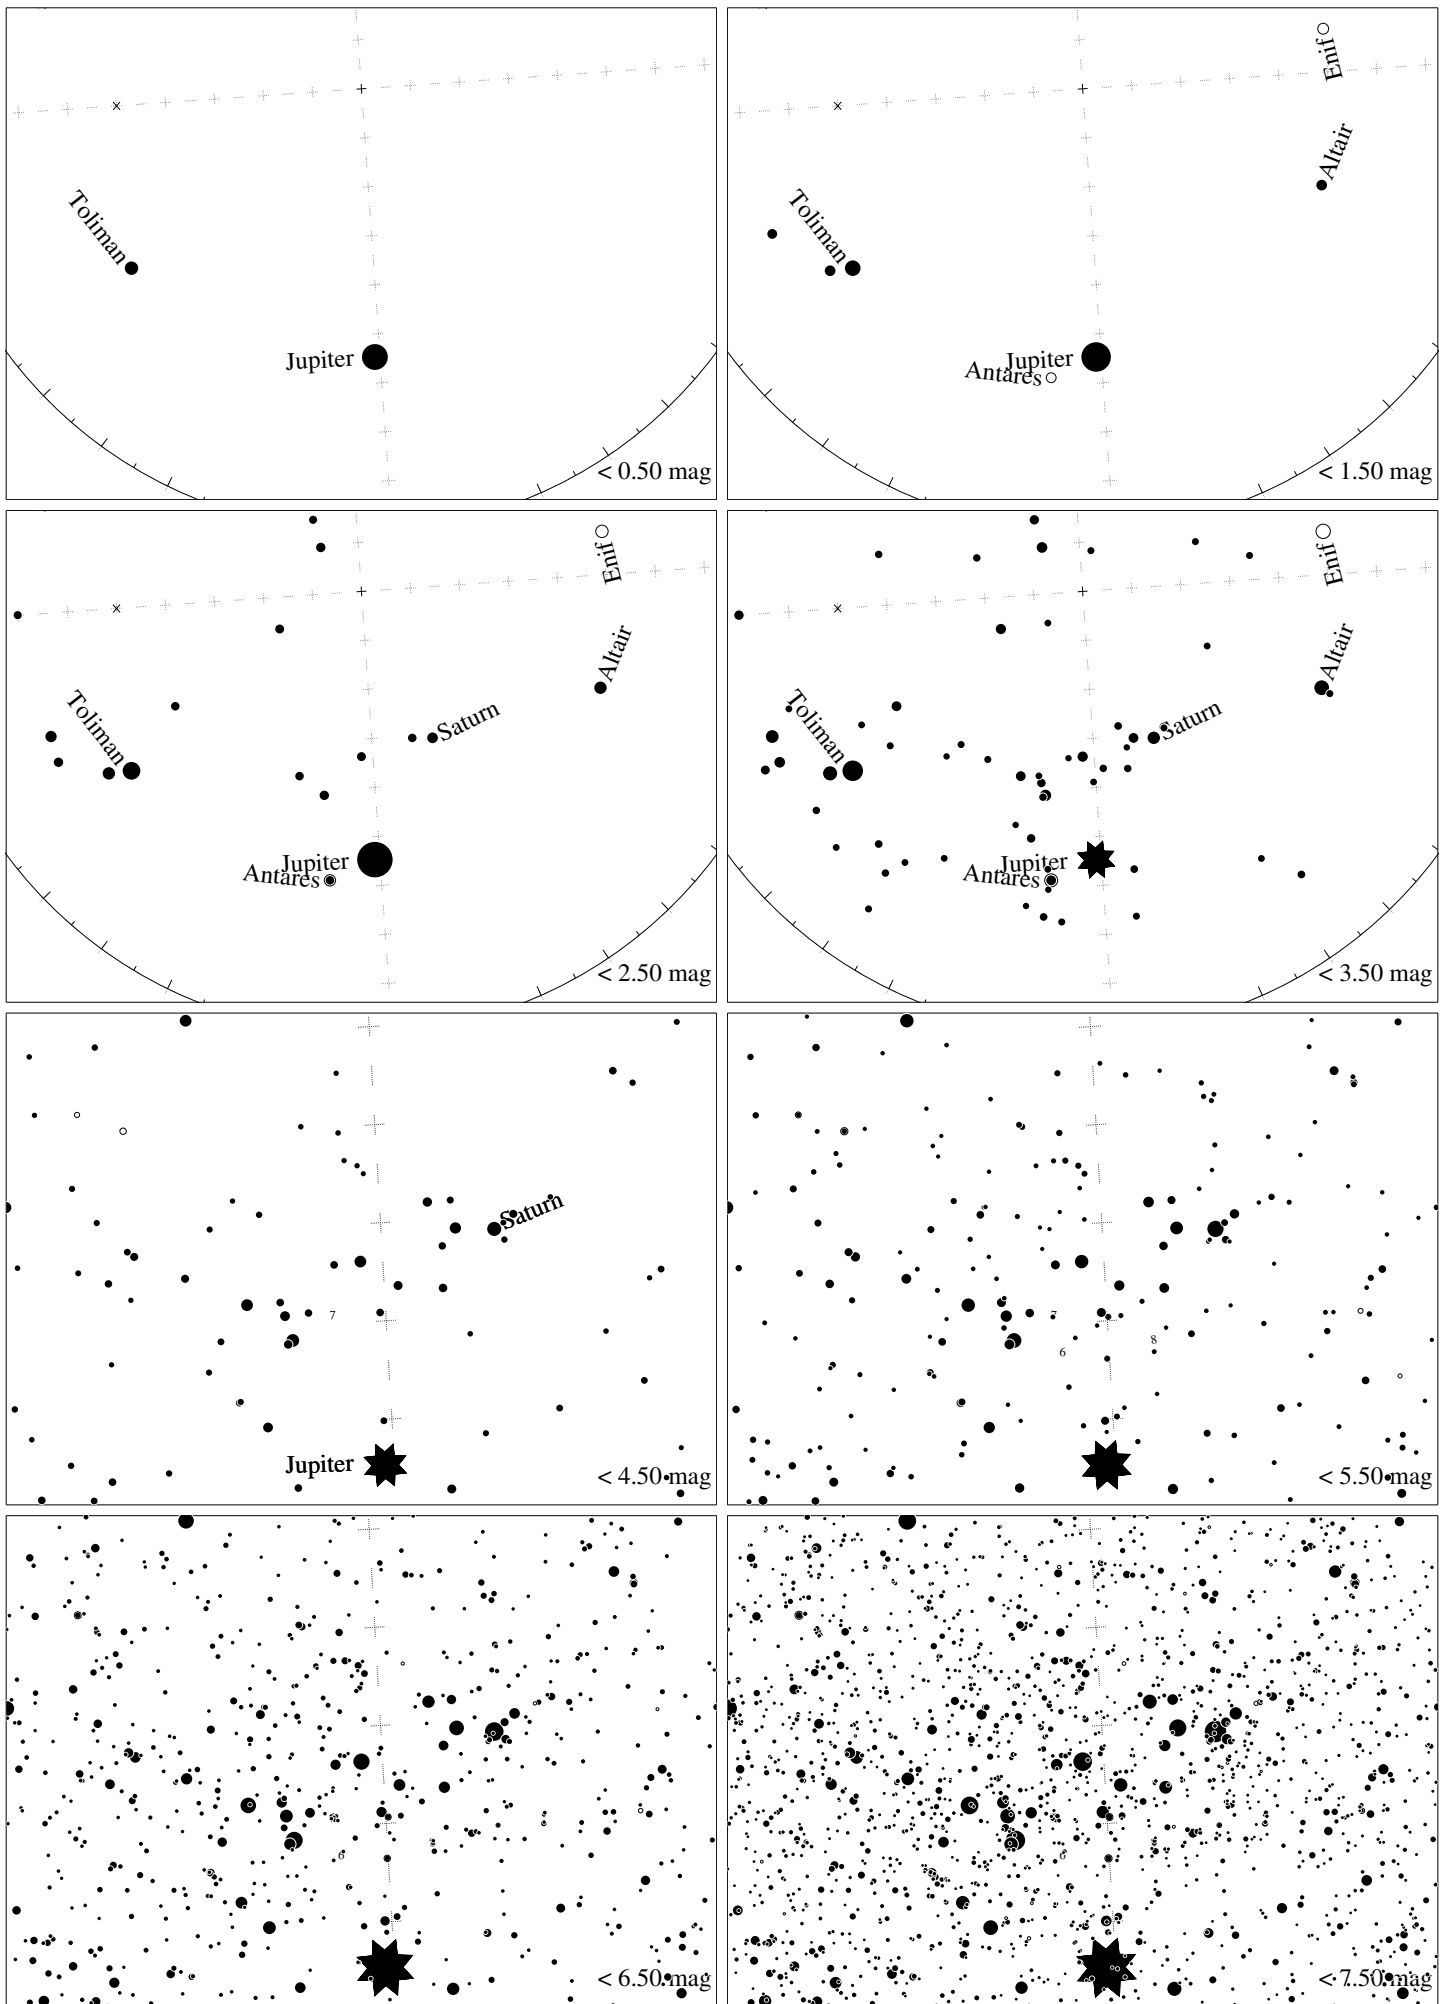 Toliman
Jupiter
< 0.50 mag
Enif
Altair
Toliman
Jupiter
Antares
< 1.50 mag
Enif
Altair
Toliman
Saturn
Jupiter
Antares
< 2.50 mag
Enif
Altair
Toliman
Saturn
Jupiter
Antares
< 3.50 mag
Saturn
7
Jupiter
< 4.50 mag
7
8
6
< 5.50 mag
6
< 6.50 mag
6
< 7.50 mag